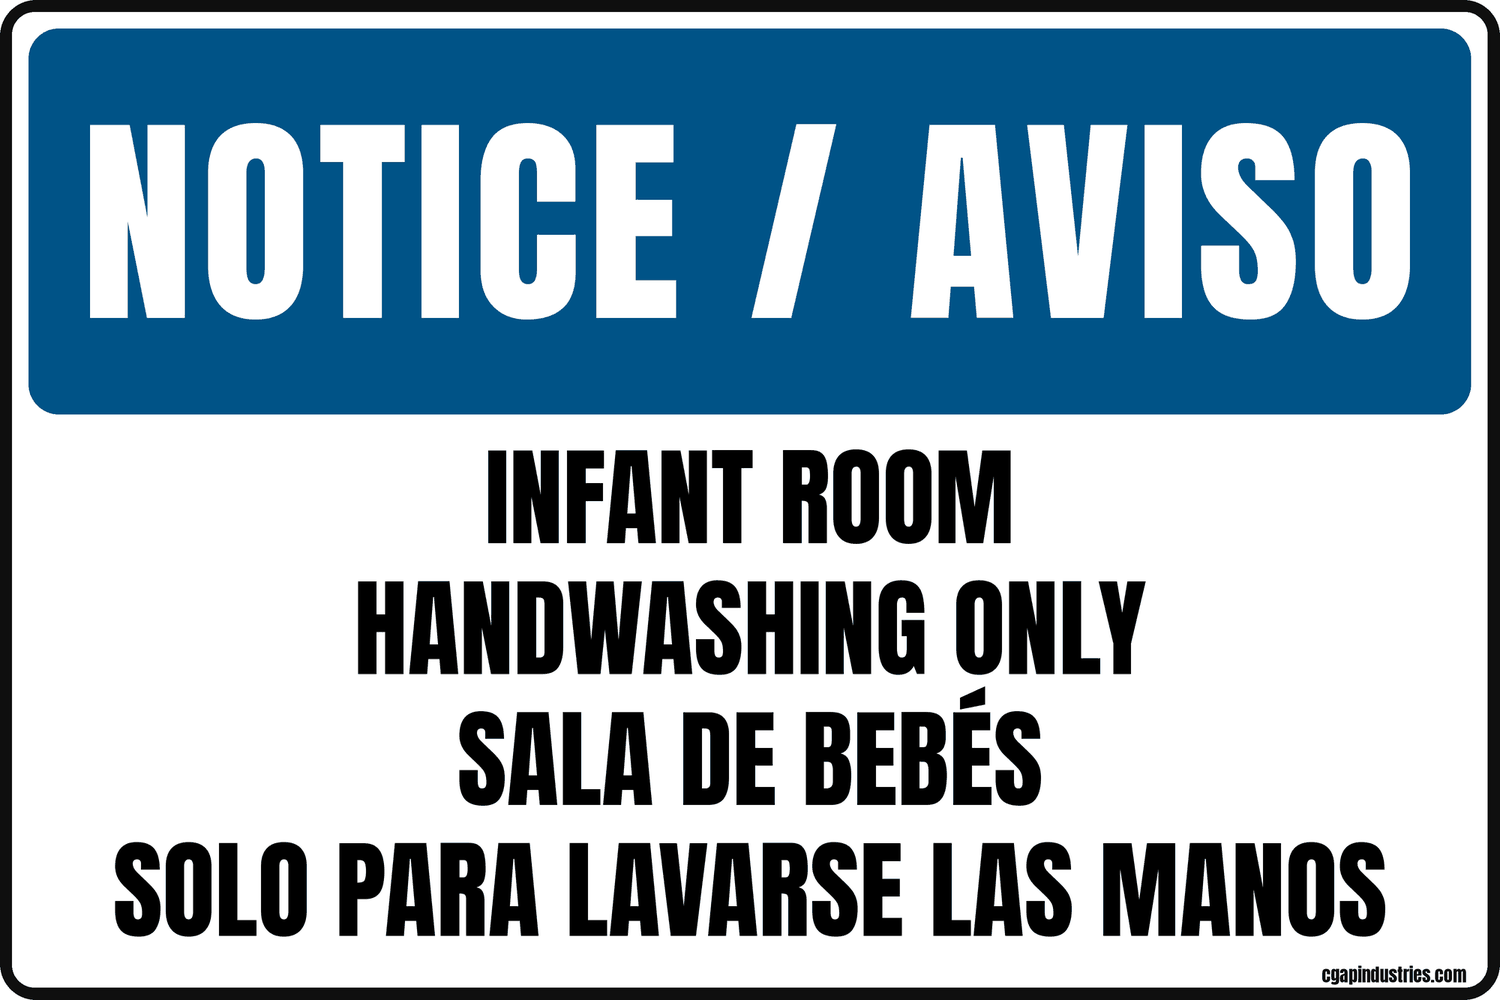 NOTICE / AVISO
INFANT ROOM
HANDWASHING ONLY
SALA DE BEBÉS
SOLO PARA LAVARSE LAS MANOS
cgapindustries.com